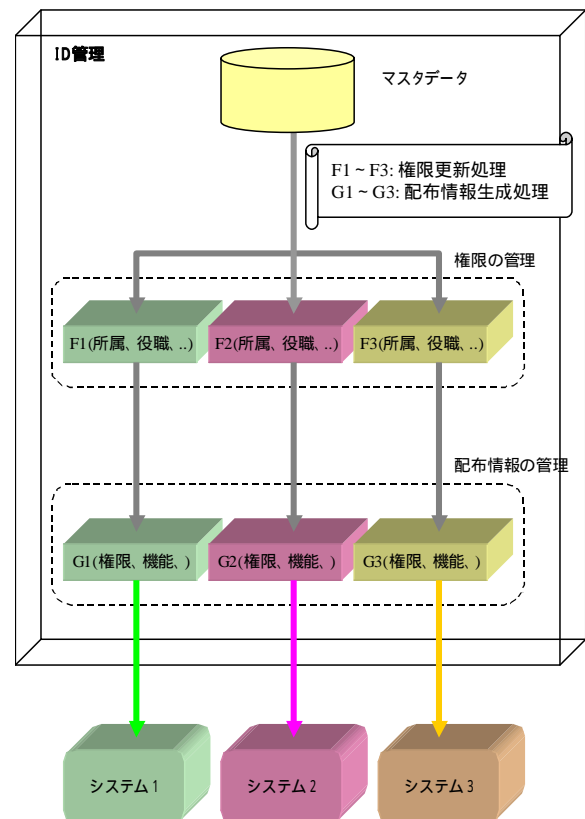 ID管理
マスタデータ
F1~F3: 権限更新処理
G1~G3: 配布情報生成処理
権限の管理
F1(所属、役職、..)
F2(所属、役職、..)
F3(所属、役職、..)
配布情報の管理
G1(権限、機能、)
G2(権限、機能、)
G3(権限、機能、)
システム1
システム2
システム3